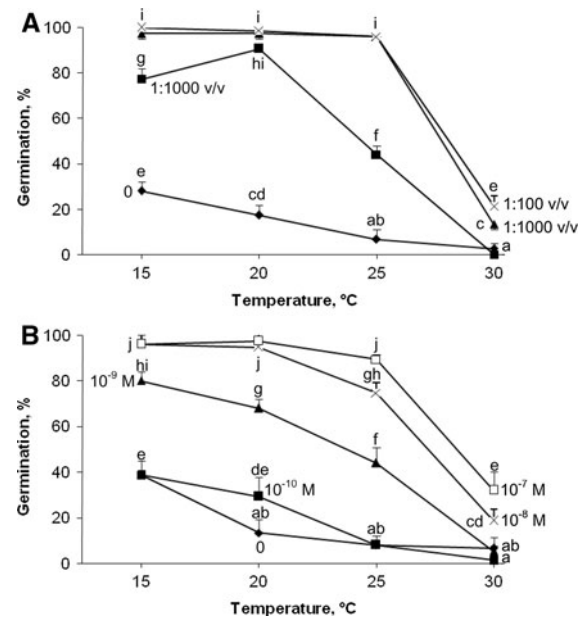 A
Germination, %
100
80
60
40
20
0
i i i
g
1:1000 v/v
hi
f
e
0
cd
ab
e
1:100 v/v
c
1:1000 v/v
a
15 20 25 30
Temperature, ºC
B
Germination, %
100
80
60
40
20
0
j
j
j
hi
10⁻⁹ M
g
gh
f
e
de
10⁻¹⁰ M
ab
0
ab
e
10⁻⁷ M
10⁻⁸ M
cd
ab
a
15 20 25 30
Temperature, ºC